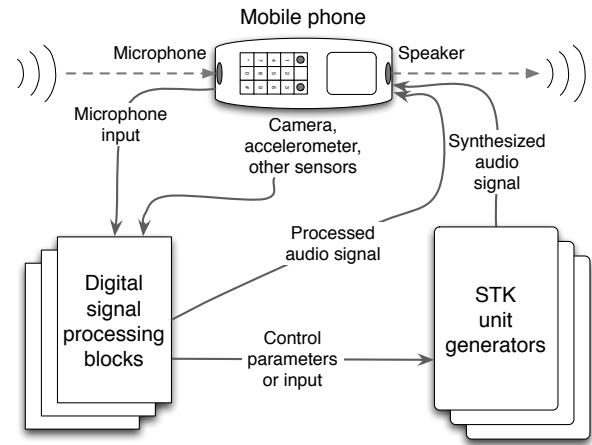 Mobile phone
Microphone
Speaker
Microphone
input
Camera,
accelerometer,
other sensors
Synthesized
audio
signal
Processed
audio signal
Digital
signal
processing
blocks
STK
unit
generators
Control
parameters
or input